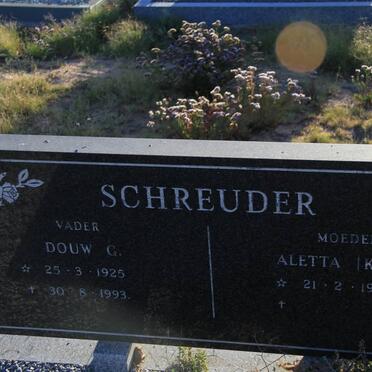 SCHREUDER
VADER
DOUW G.
☆ 25·3·1925
† 30·8·1993.
MOEDE
ALETTA
☆ 21·2·19
†